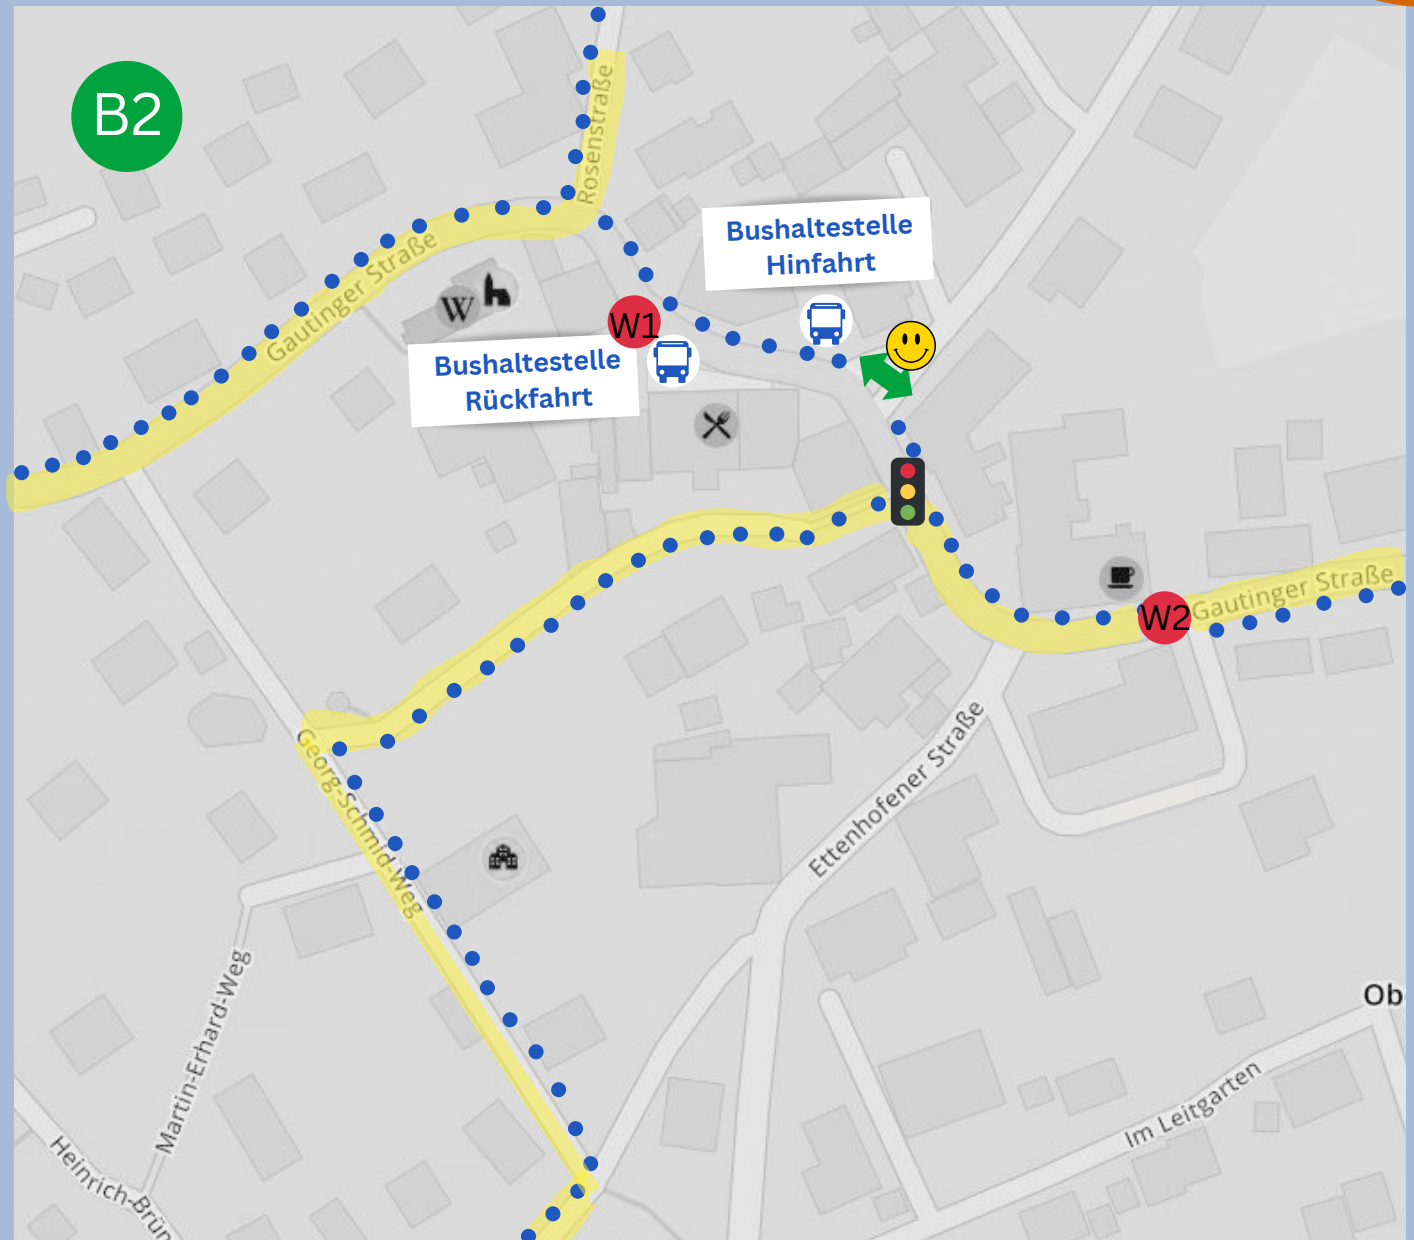 B2
Rosenstraße
Gautinger Straße
Bushaltestelle
Hinfahrt
W
W1
Bushaltestelle
Rückfahrt
Gautinger Straße
W2
Georg-Schmid-Weg
Ettenhofener Straße
Martin-Erhard-Weg
Ob
Im Leitgarten
Heinrich-Brün